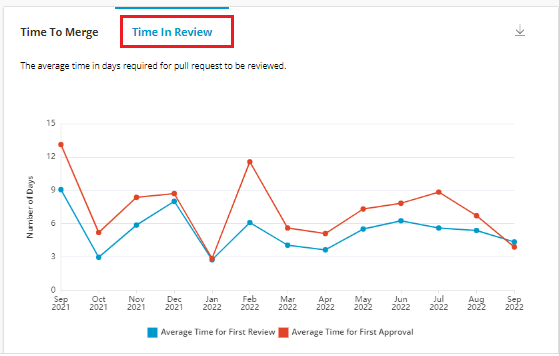 Time To Merge
Time In Review
The average time in days required for pull request to be reviewed.
15
12
9
6
3
0
Number of Days
Sep Oct Nov Dec Jan Feb Mar Apr May Jun Jul Aug Sep
2021 2021 2021 2021 2022 2022 2022 2022 2022 2022 2022 2022 2022
Average Time for First Review Average Time for First Approval